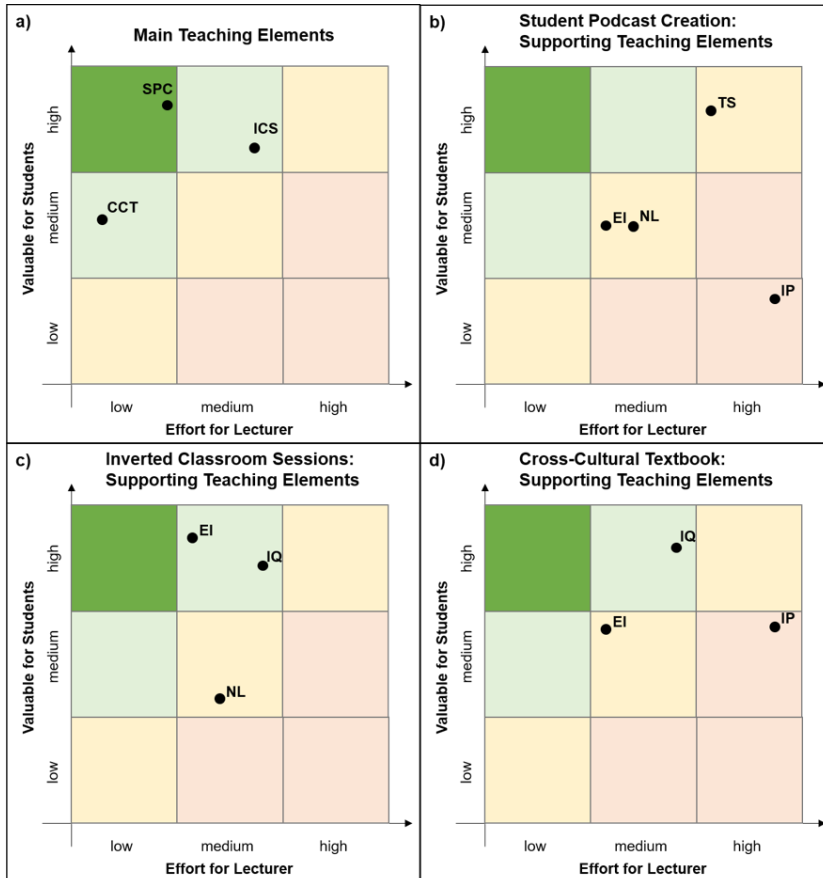 a)
Main Teaching Elements
SPC
ICS
CCT
high
medium
low
Valuable for Students
low
medium
high
Effort for Lecturer
b)
Student Podcast Creation:
Supporting Teaching Elements
TS
EI
NL
IP
high
medium
low
Valuable for Students
low
medium
high
Effort for Lecturer
c)
Inverted Classroom Sessions:
Supporting Teaching Elements
EI
IQ
NL
high
medium
low
Valuable for Students
low
medium
high
Effort for Lecturer
d)
Cross-Cultural Textbook:
Supporting Teaching Elements
IQ
EI
IP
high
medium
low
Valuable for Students
low
medium
high
Effort for Lecturer